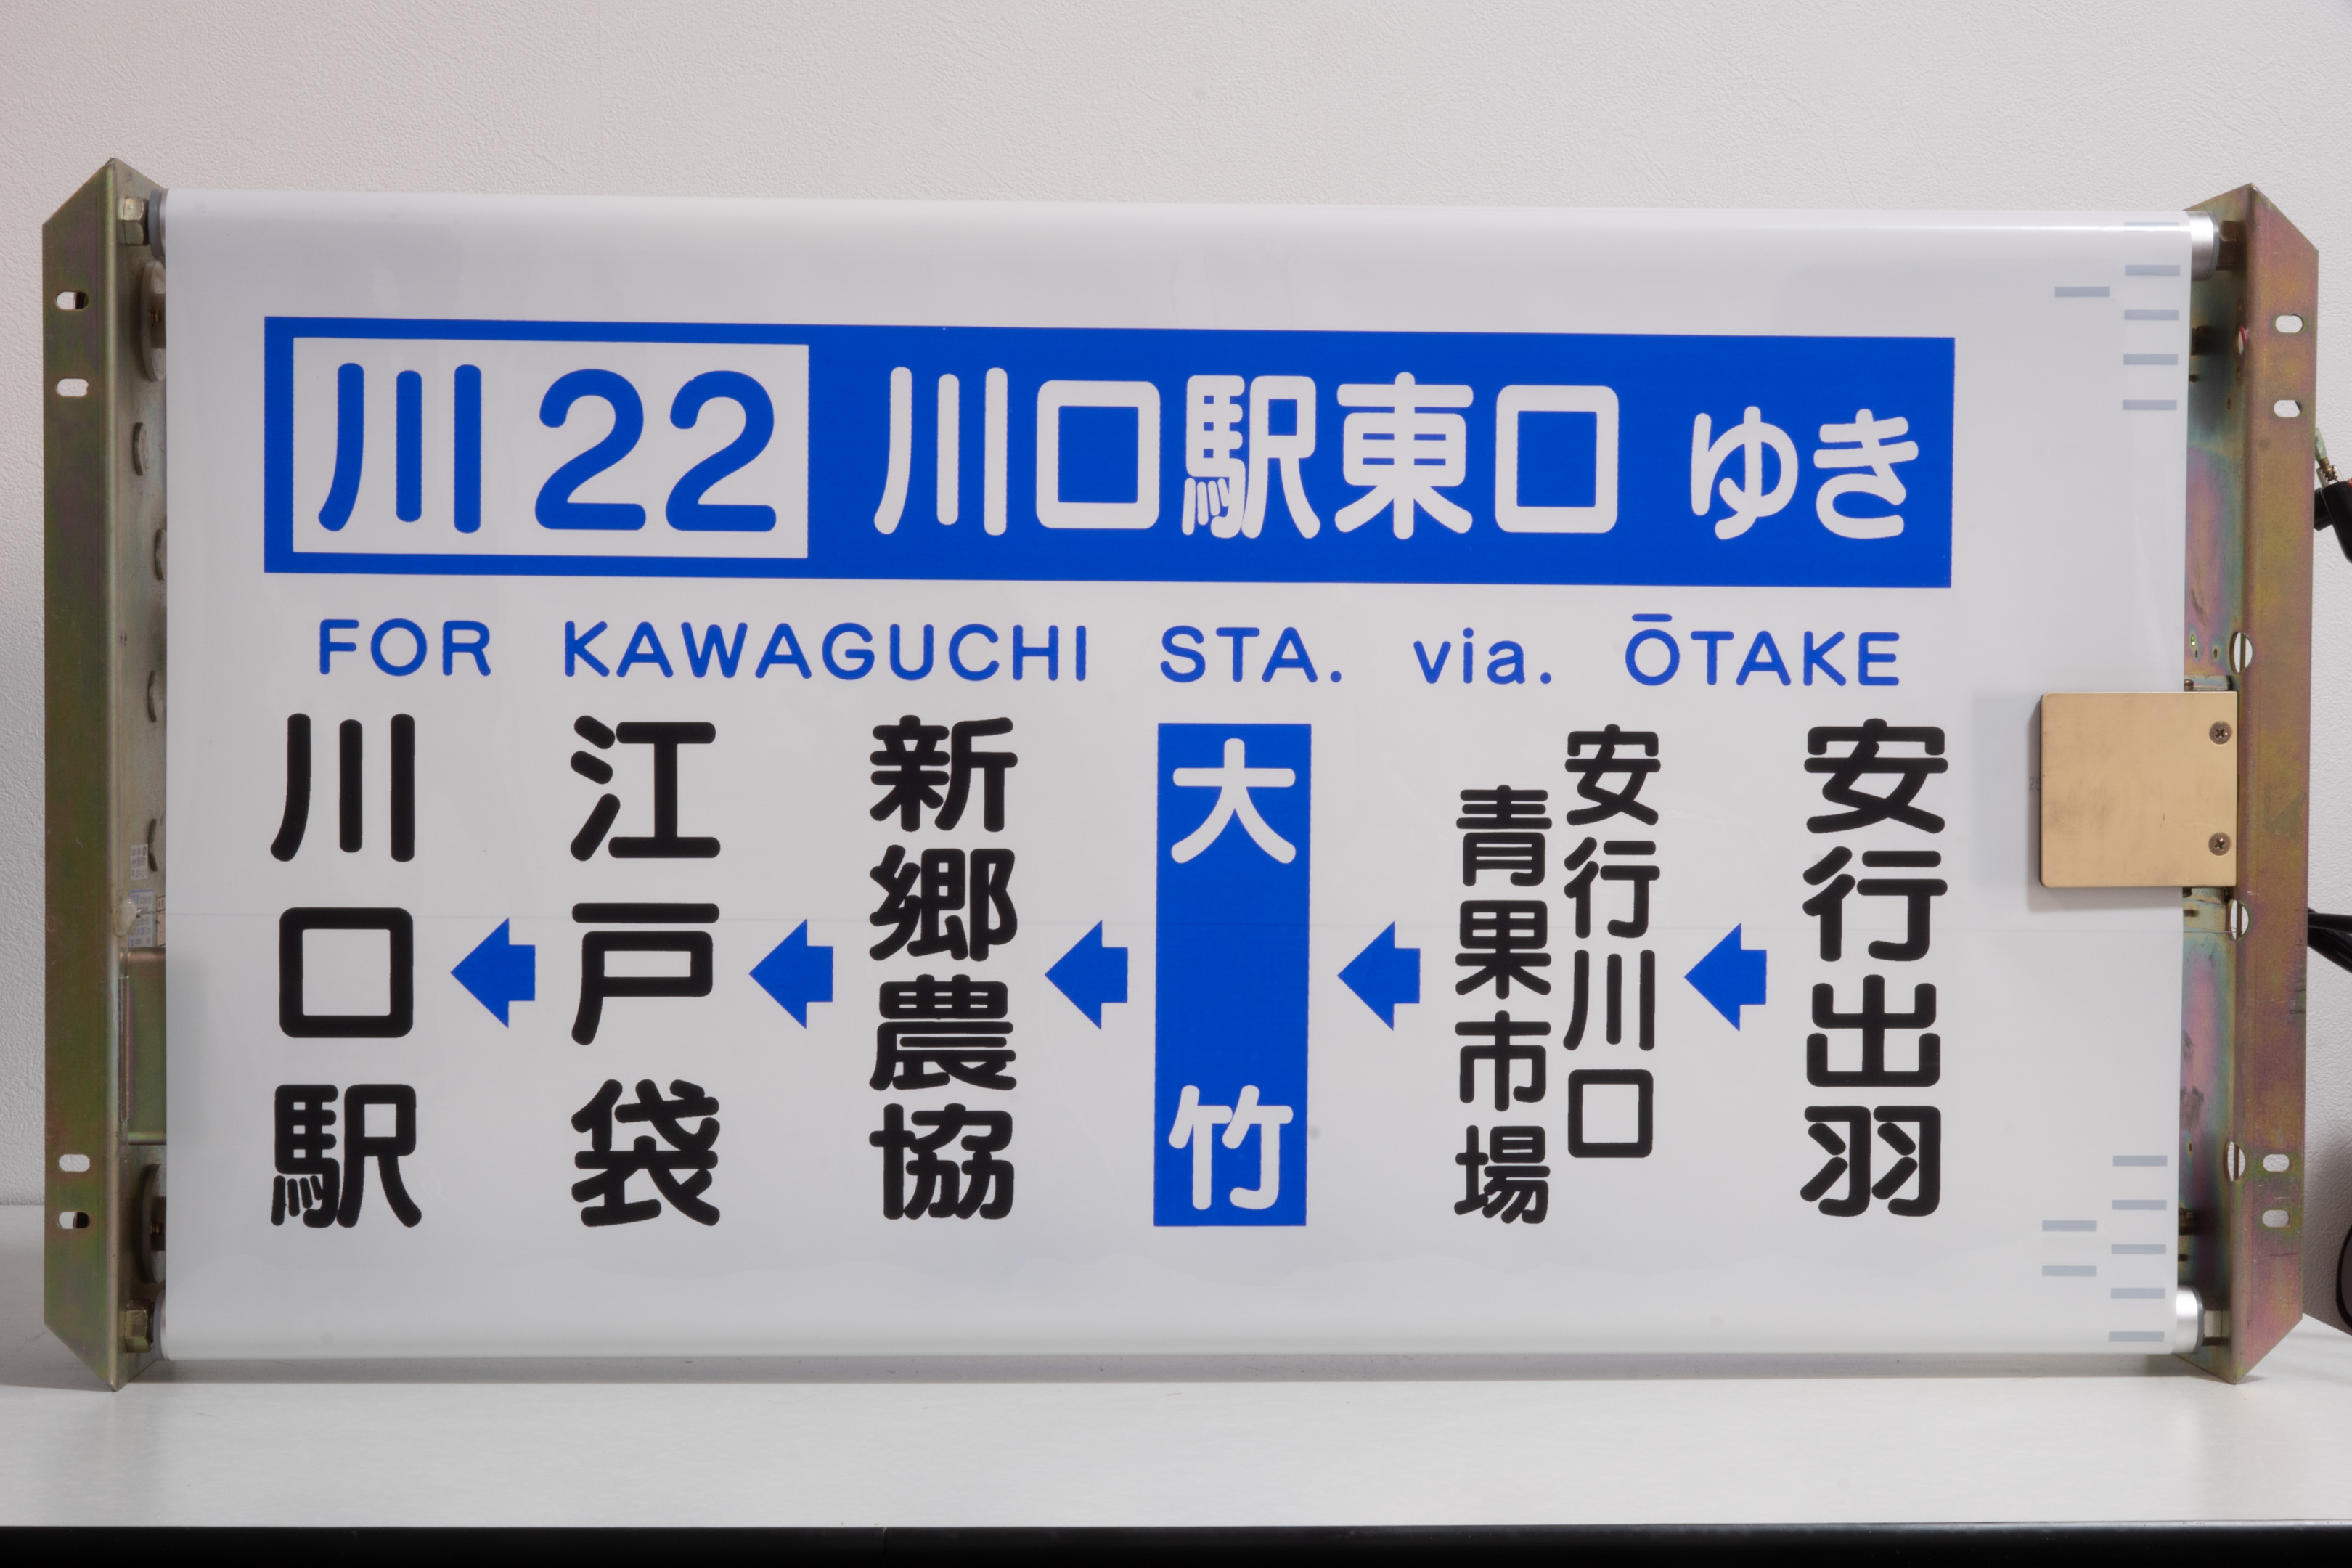 川22 川口駅東口 ゆき
FOR KAWAGUCHI STA. via. ŌTAKE
安行出羽
安行川口
青果市場
大竹
新郷農協
江戸袋
川口駅